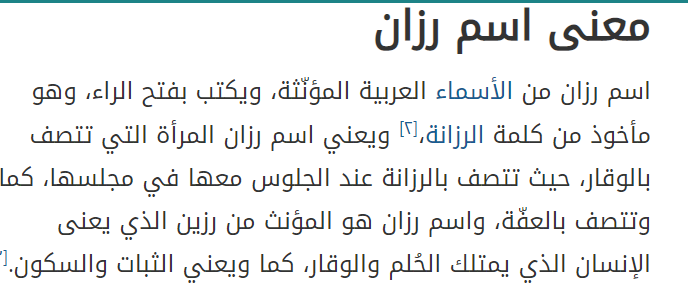 معنى اسم رزان
اسم رزان من الأسماء العربية المؤنّثة، ويكتب بفتح الراء، وهو
مأخوذ من كلمة الرزانة،[٢] ويعني اسم رزان المرأة التي تتصف
بالوقار، حيث تتصف بالرزانة عند الجلوس معها في مجلسها، كما
وتتصف بالعفّة، واسم رزان هو المؤنث من رزين الذي يعنى
الإنسان الذي يمتلك الحُلم والوقار، كما ويعني الثبات والسكون.[